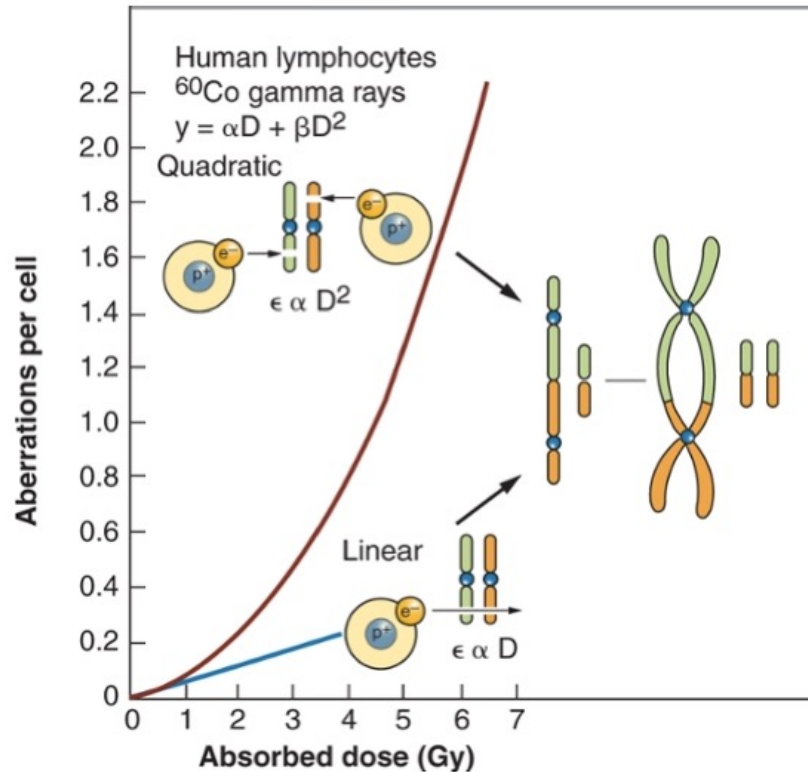 Human lymphocytes
⁶⁰Co gamma rays
y = αD + βD²
Quadratic
e⁻
p⁺
e⁻
p⁺
ϵ α D²
Linear
e⁻
p⁺
ϵ α D
Aberrations per cell
2.2
2.0
1.8
1.6
1.4
1.2
1.0
0.8
0.6
0.4
0.2
0
0 1 2 3 4 5 6 7
Absorbed dose (Gy)